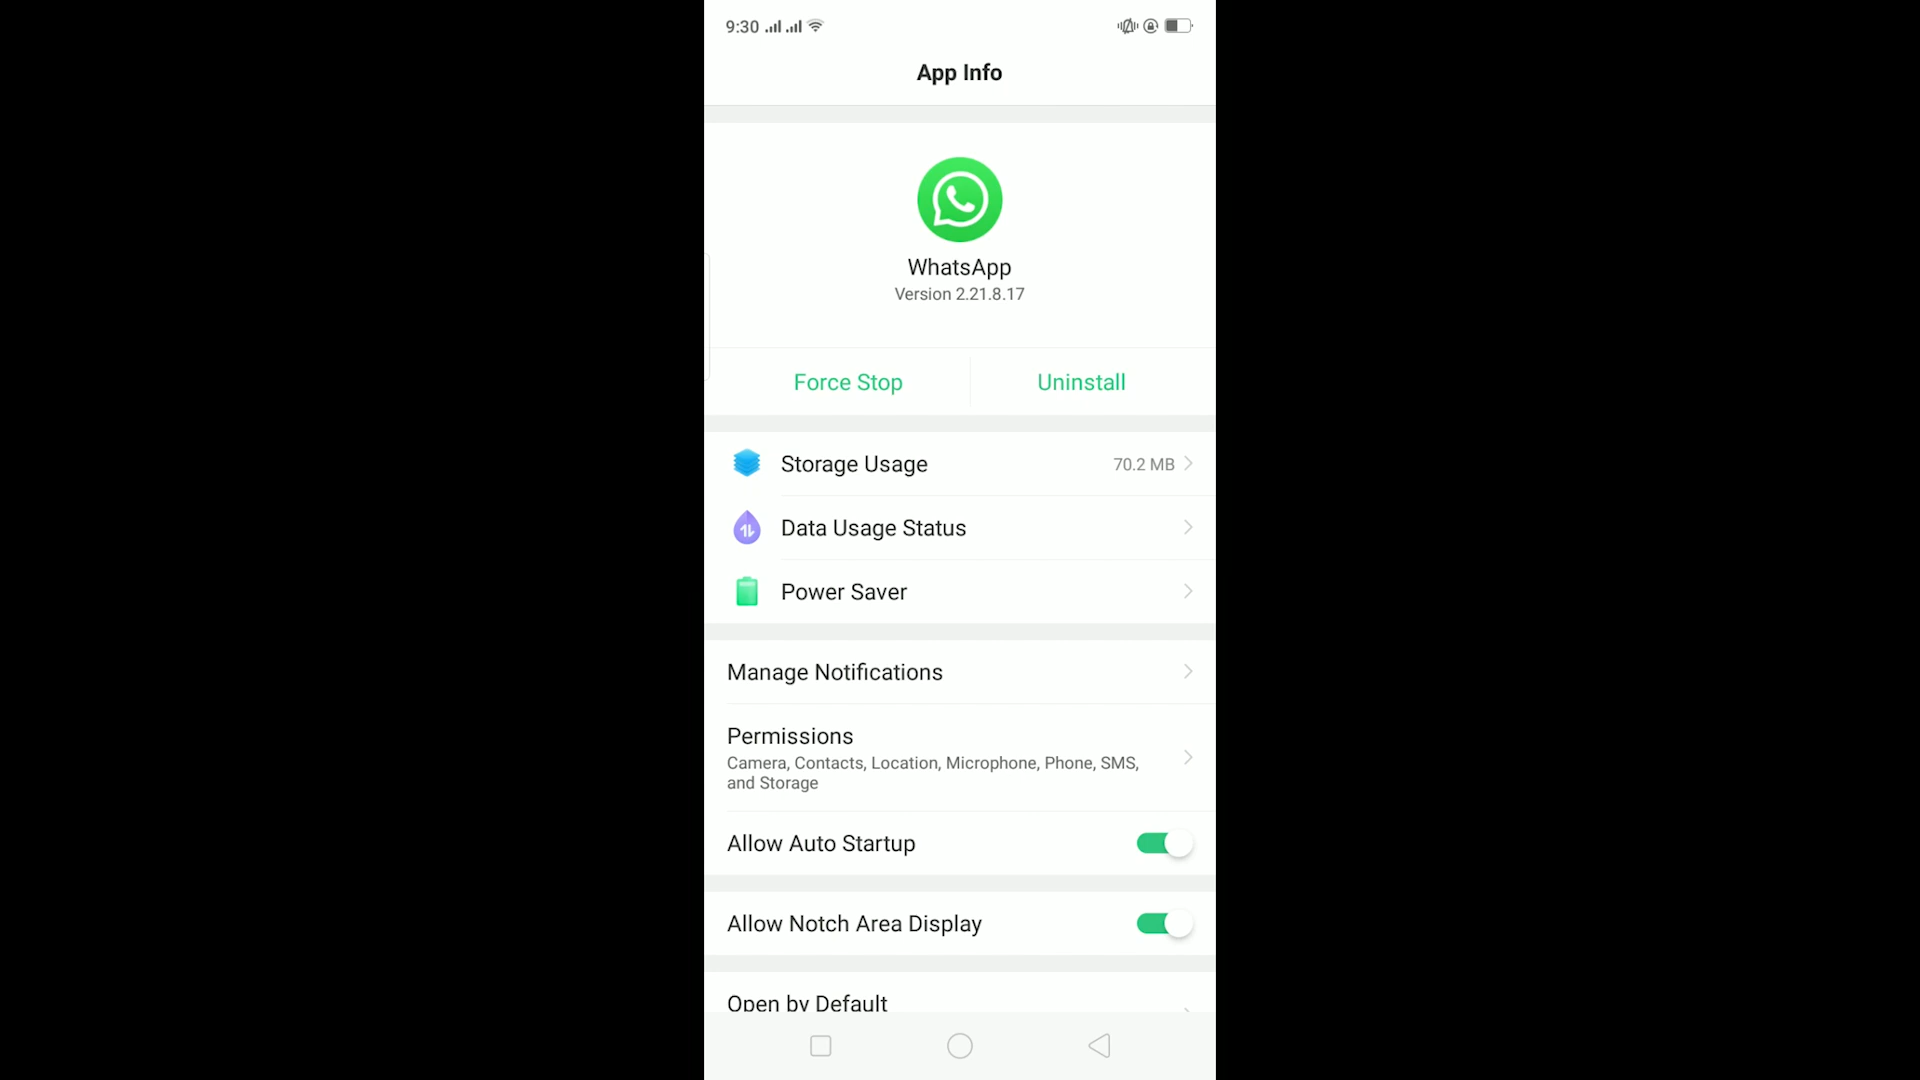 9:30
App Info
WhatsApp
Version 2.21.8.17
Force Stop
Uninstall
Storage Usage
70.2 MB
Data Usage Status
Power Saver
Manage Notifications
Permissions
Camera, Contacts, Location, Microphone, Phone, SMS,
and Storage
Allow Auto Startup
Allow Notch Area Display
Open by Default